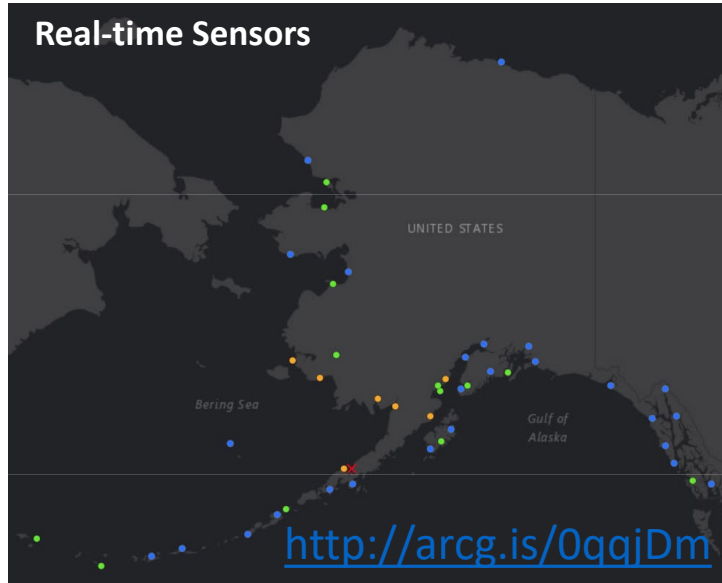 Real-time Sensors
UNITED STATES
Bering Sea
Gulf of
Alaska
http://arcg.is/0qqjDm